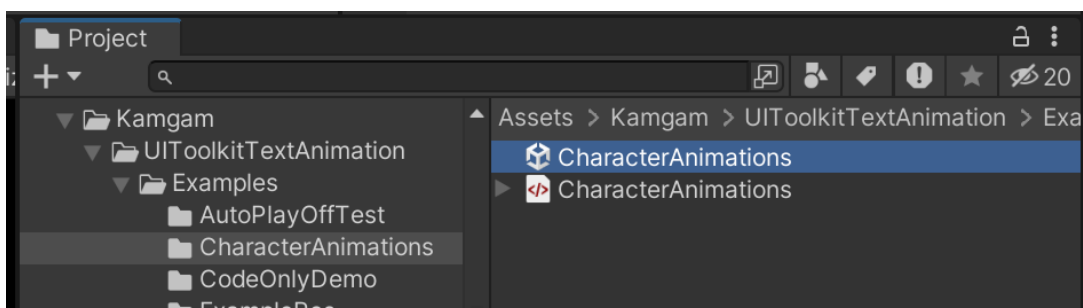 Project
20
Kamgam
UIToolkitTextAnimation
Examples
AutoPlayOffTest
CharacterAnimations
CodeOnlyDemo
Assets > Kamgam > UIToolkitTextAnimation > Exa
CharacterAnimations
CharacterAnimations